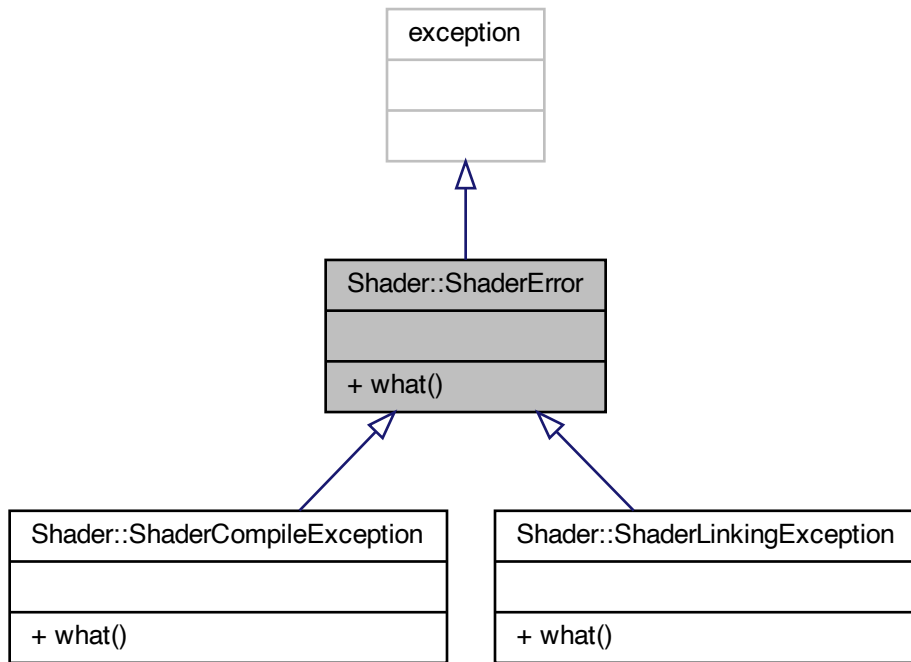 exception
Shader::ShaderError
+ what()
Shader::ShaderCompileException
+ what()
Shader::ShaderLinkingException
+ what()